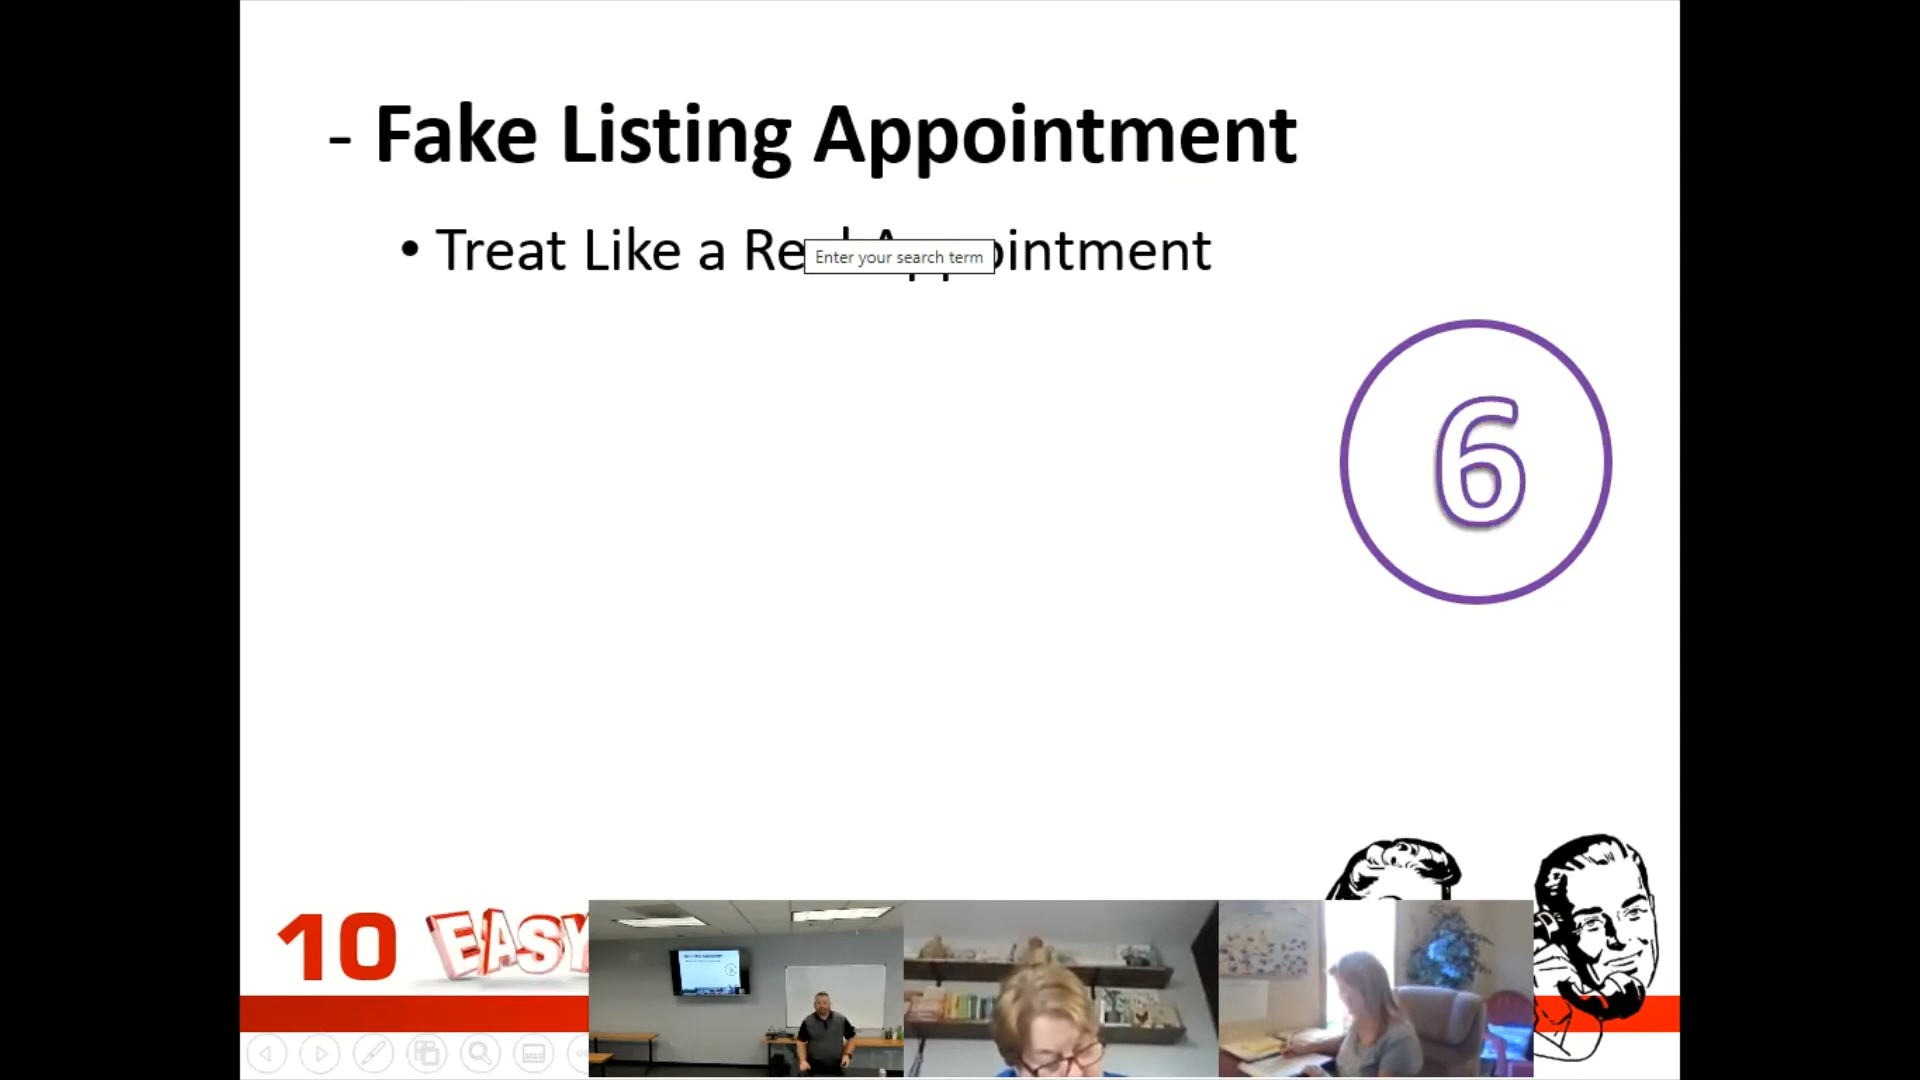 - Fake Listing Appointment
• Treat Like a Real Appointment
Enter your search term
6
10 EASY